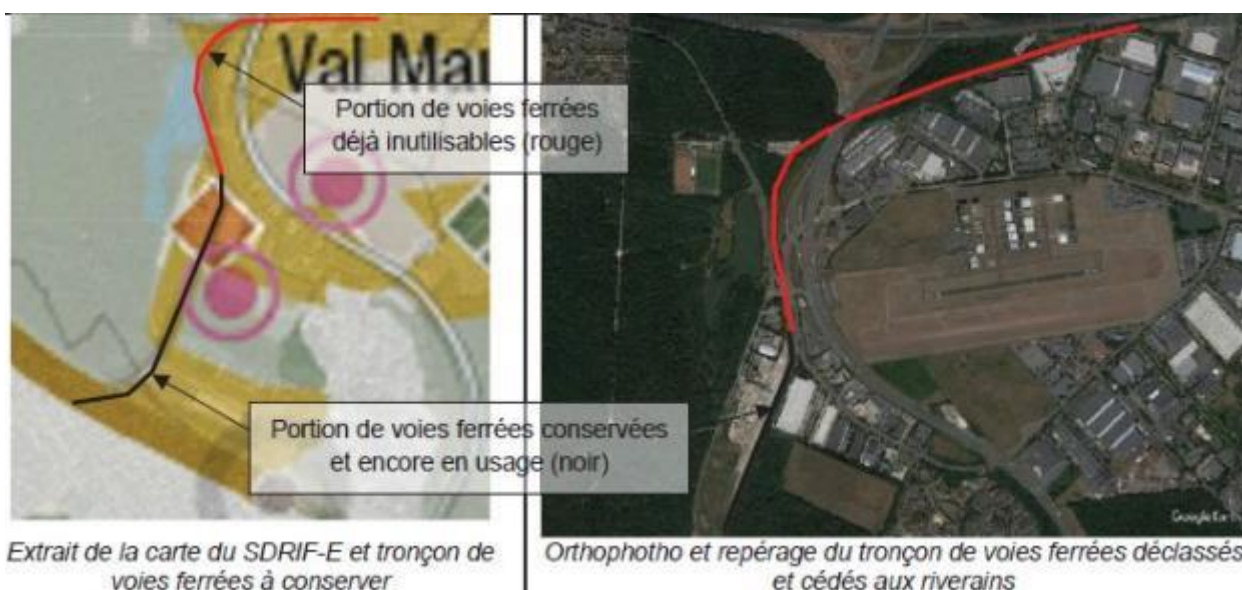 Val Mau
Portion de voies ferrées
déjà inutilisables (rouge)
Portion de voies ferrées conservées
et encore en usage (noir)
Extrait de la carte du SDRIF-E et tronçon de
voies ferrées à conserver
Orthophotho et repérage du tronçon de voies ferrées déclassés
et cédés aux riverains